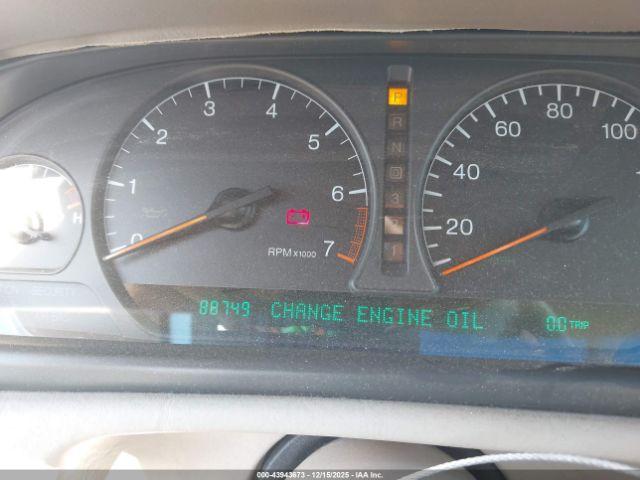 0 1 2 3 4 5 6 7
RPM x 1000
P
R
N
D
3
2
1
20 40 60 80 100
H
88749 CHANGE ENGINE OIL 00 TRIP
000-43943673 - 12/15/2025 - IAA Inc.